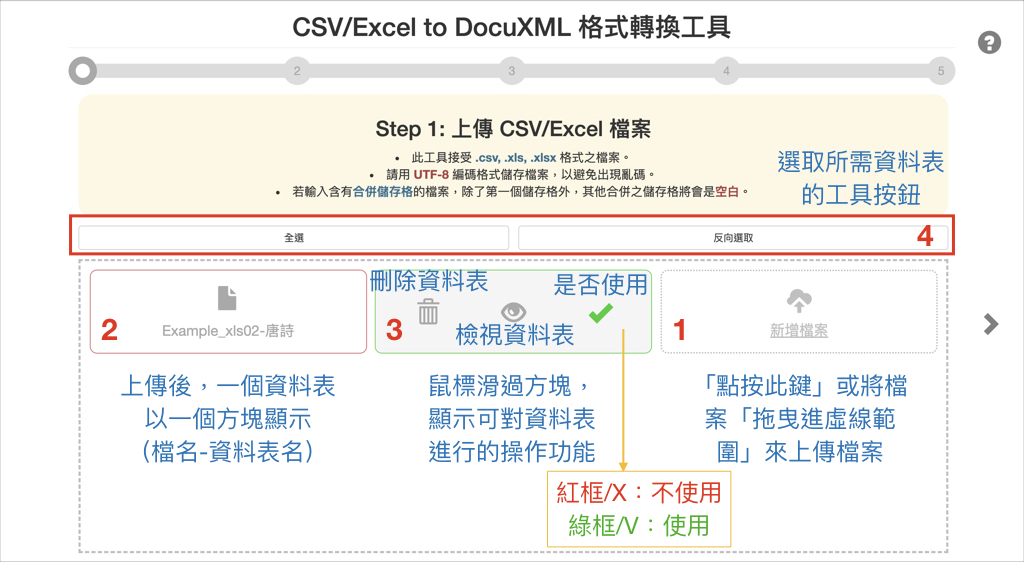 CSV/Excel to DocuXML 格式轉換工具
?
2
3
4
5
Step 1: 上傳 CSV/Excel 檔案
• 此工具接受 .csv, .xls, .xlsx 格式之檔案。
• 請用 UTF-8 編碼格式儲存檔案，以避免出現亂碼。
• 若輸入含有合併儲存格的檔案，除了第一個儲存格外，其他合併之儲存格將會是空白。
選取所需資料表
的工具按鈕
全選
反向選取
4
2
Example_xls02-唐詩
刪除資料表
是否使用
3
檢視資料表
1
新增檔案
上傳後，一個資料表
以一個方塊顯示
（檔名-資料表名）
鼠標滑過方塊，
顯示可對資料表
進行的操作功能
「點按此鍵」或將檔
案「拖曳進虛線範
圍」來上傳檔案
紅框/X：不使用
綠框/V：使用